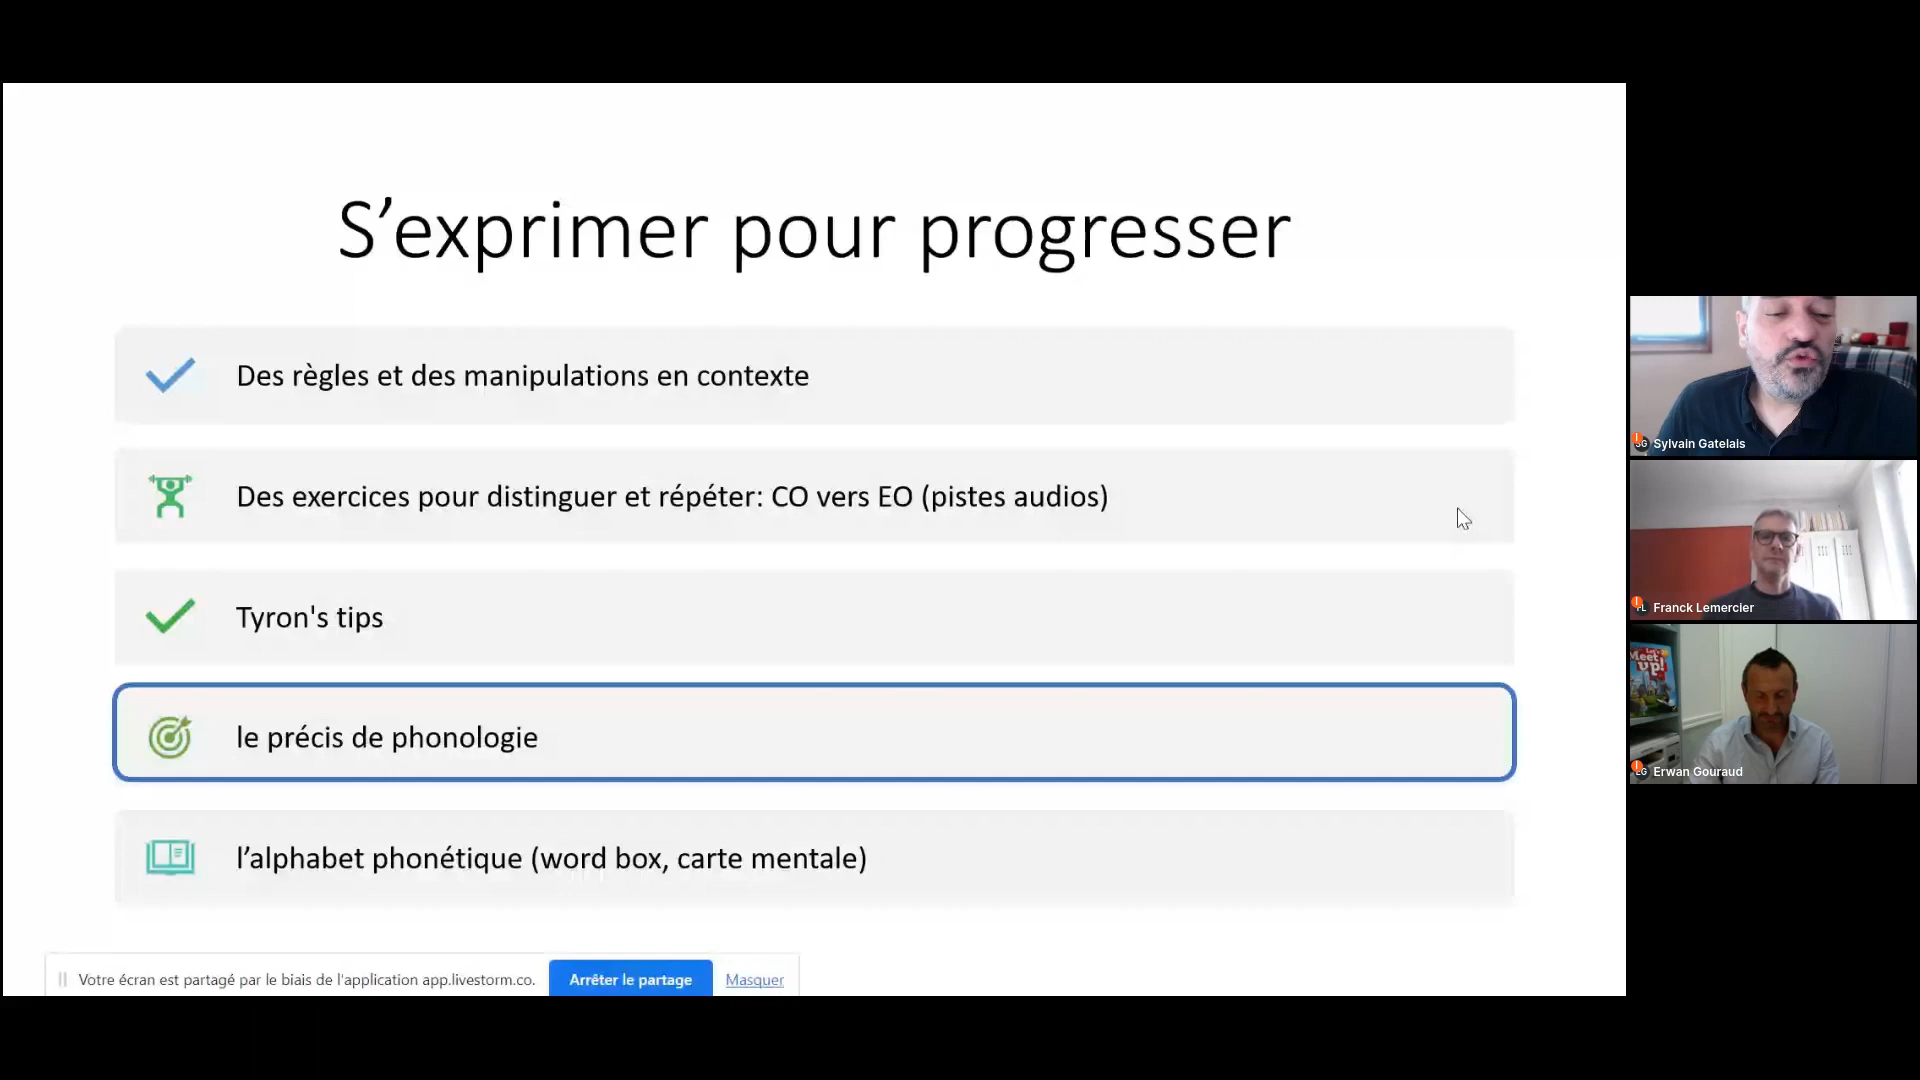 S’exprimer pour progresser
Des règles et des manipulations en contexte
Des exercices pour distinguer et répéter: CO vers EO (pistes audios)
Tyron's tips
le précis de phonologie
l’alphabet phonétique (word box, carte mentale)
Votre écran est partagé par le biais de l'application app.livestorm.co.
Arrêter le partage
Masquer
Sylvain Gatelais
Franck Lemercier
Meet
up!
Erwan Gouraud